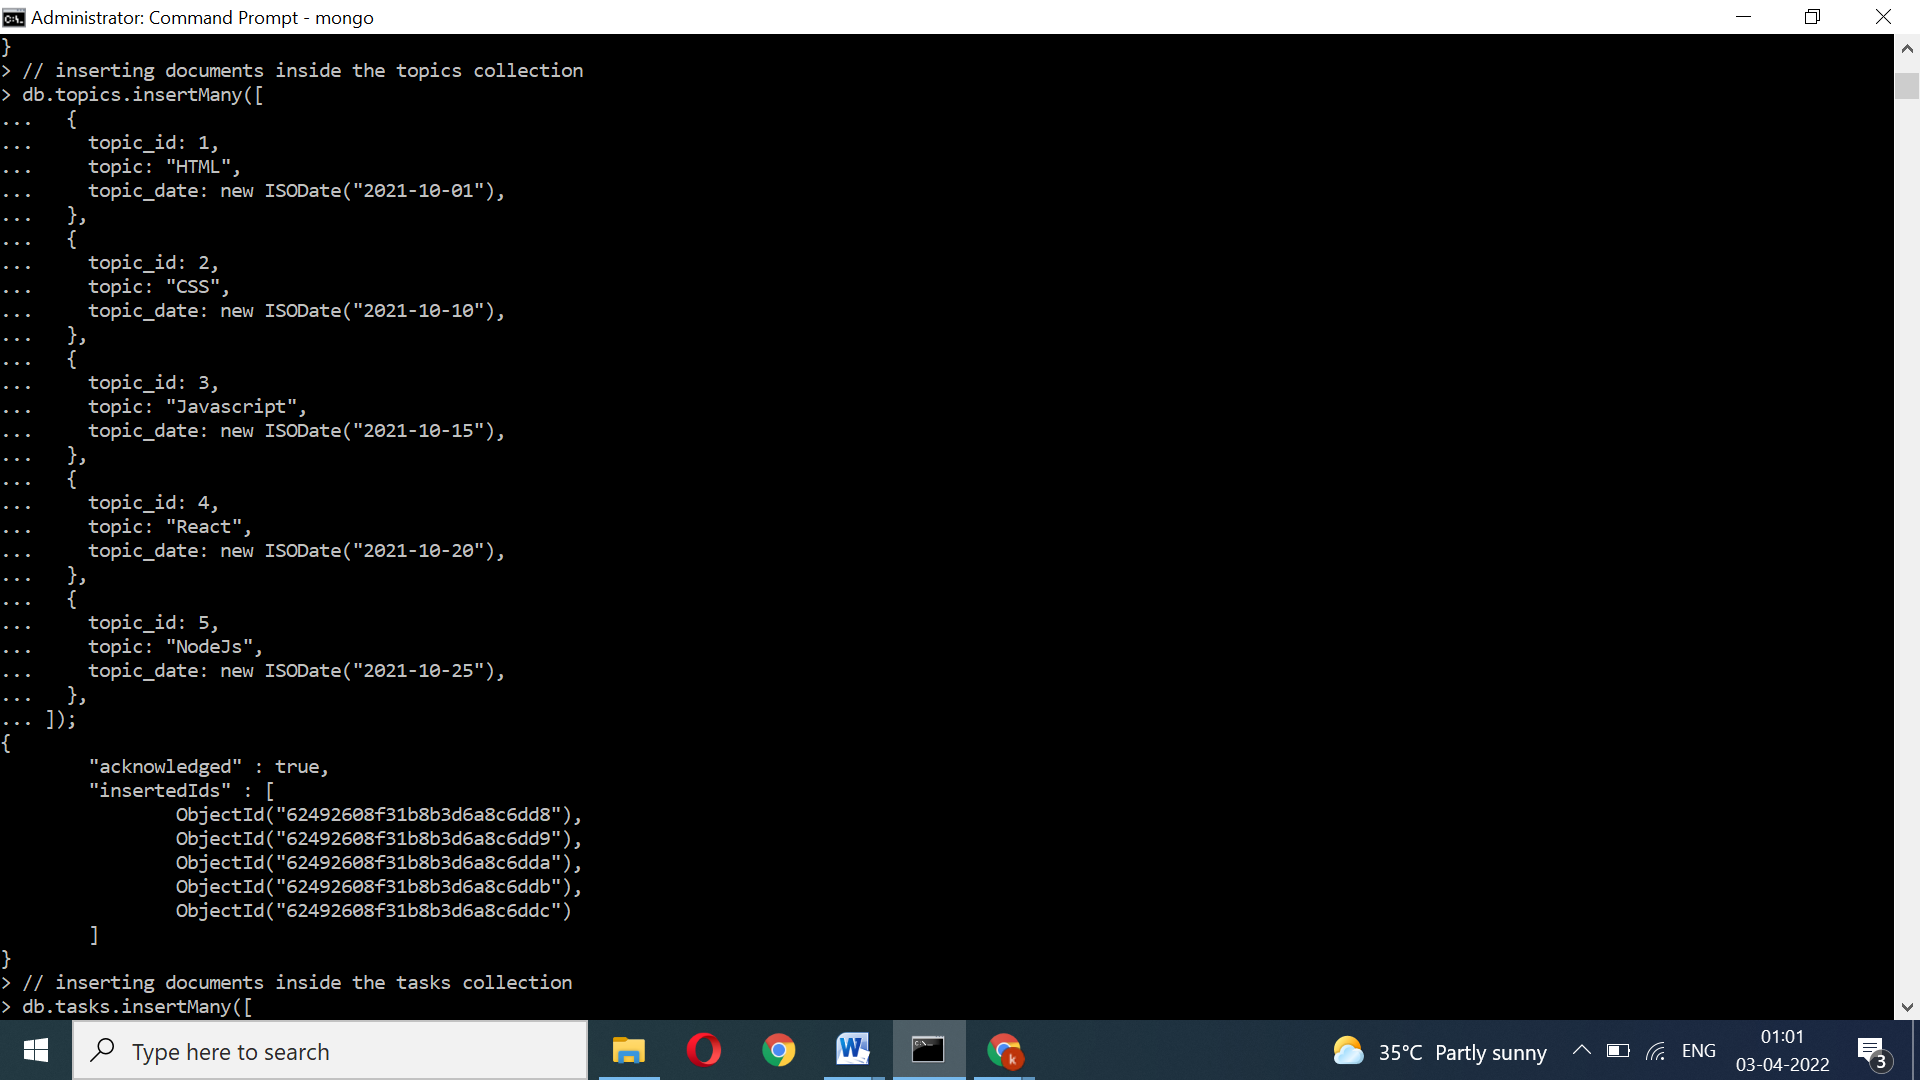 Administrator: Command Prompt - mongo
}
> // inserting documents inside the topics collection
> db.topics.insertMany([
...   {
...     topic_id: 1,
...     topic: "HTML",
...     topic_date: new ISODate("2021-10-01"),
...   },
...   {
...     topic_id: 2,
...     topic: "CSS",
...     topic_date: new ISODate("2021-10-10"),
...   },
...   {
...     topic_id: 3,
...     topic: "Javascript",
...     topic_date: new ISODate("2021-10-15"),
...   },
...   {
...     topic_id: 4,
...     topic: "React",
...     topic_date: new ISODate("2021-10-20"),
...   },
...   {
...     topic_id: 5,
...     topic: "NodeJs",
...     topic_date: new ISODate("2021-10-25"),
...   },
... ]);
{
        "acknowledged" : true,
        "insertedIds" : [
                ObjectId("62492608f31b8b3d6a8c6dd8"),
                ObjectId("62492608f31b8b3d6a8c6dd9"),
                ObjectId("62492608f31b8b3d6a8c6dda"),
                ObjectId("62492608f31b8b3d6a8c6ddb"),
                ObjectId("62492608f31b8b3d6a8c6ddc")
        ]
}
> // inserting documents inside the tasks collection
> db.tasks.insertMany([
Type here to search
35°C Partly sunny
ENG
01:01
03-04-2022
3